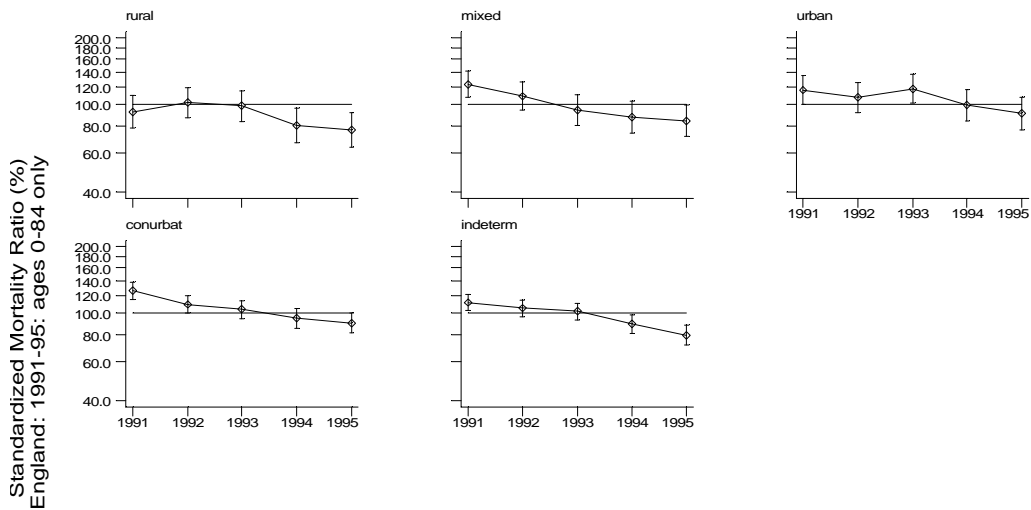 rural
mixed
urban
200.0
180.0
160.0
140.0
120.0
100.0
80.0
60.0
40.0
1991 1992 1993 1994 1995
conurbat
indeterm
200.0
180.0
160.0
140.0
120.0
100.0
80.0
60.0
40.0
1991 1992 1993 1994 1995
1991 1992 1993 1994 1995
Standardized Mortality Ratio (%)
England: 1991-95: ages 0-84 only